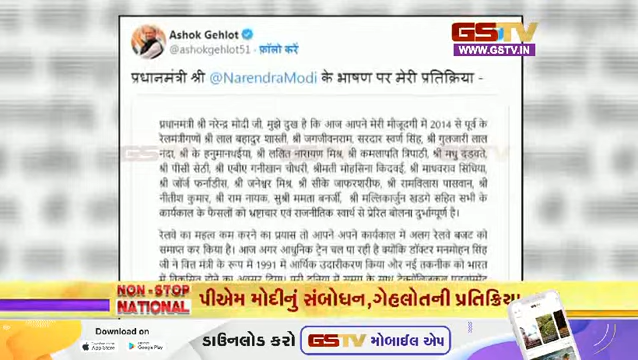 Ashok Gehlot
@ashokgehlot51 · फ़ॉलो करें
GSTV
WWW.GSTV.IN
प्रधानमंत्री श्री @NarendraModi के भाषण पर मेरी प्रतिक्रिया -
प्रधानमंत्री श्री नरेन्द्र मोदी जी, मुझे दुख है कि आज आपने मेरी मौजूदगी में 2014 से पूर्व के
रेलमंत्रीगणों श्री लाल बहादुर शास्त्री, श्री जगजीवनराम, सरदार स्वर्ण सिंह, श्री गुलजारी लाल
नंदा, श्री के हनुमानथईया, श्री ललित नारायण मिश्र, श्री कमलापति त्रिपाठी, श्री मधु दंडवते,
श्री पीसी सेठी, श्री एबीए गनीखान चौधरी, श्रीमती मोहसिना किदवई, श्री माधवराव सिंधिया,
श्री जॉर्ज फर्नांडीस, श्री जनेश्वर मिश्र, श्री सीके जाफरशरीफ, श्री रामविलास पासवान, श्री
नीतीश कुमार, श्री राम नायक, सुश्री ममता बनर्जी, श्री मल्लिकार्जुन खड़गे सहित सभी के
कार्यकाल के फैसलों को भ्रष्टाचार एवं राजनीतिक स्वार्थ से प्रेरित बोलना दुर्भाग्यपूर्ण है।
रेलवे का महत्व कम करने का प्रयास तो आपने अपने कार्यकाल में अलग रेलवे बजट को
समाप्त कर किया है। आज अगर आधुनिक ट्रेन चल पा रही है क्योंकि डॉक्टर मनमोहन सिंह
जी ने वित्त मंत्री के रूप में 1991 में आर्थिक उदारीकरण किया और नई तकनीक को भारत
NON-STOP
NATIONAL
પીએમ મોદીનું સંબોધન,ગેહલોતની પ્રતિક્રિયા
Download on
App Store
Google Play
ડાઉનલોડ કરો GSTV મોબાઈલ એપ